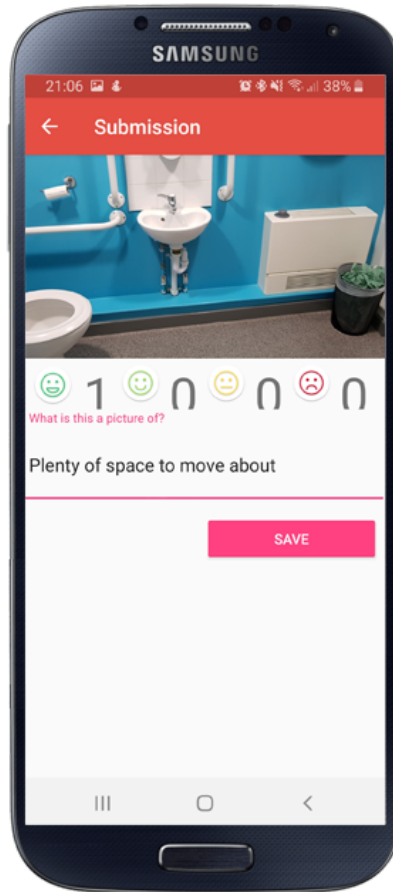 SAMSUNG
21:06 38%
Submission
1 0 0 0
What is this a picture of?
Plenty of space to move about
SAVE